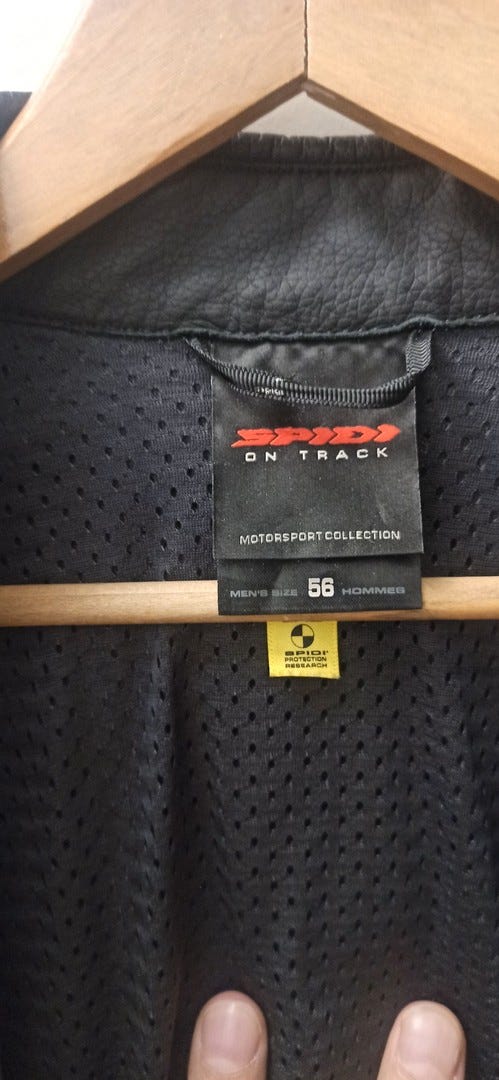 SPIDI
ON TRACK
MOTORSPORT COLLECTION
MEN'S SIZE 56 HOMMES
SPIDI
PROTECTION
RESEARCH